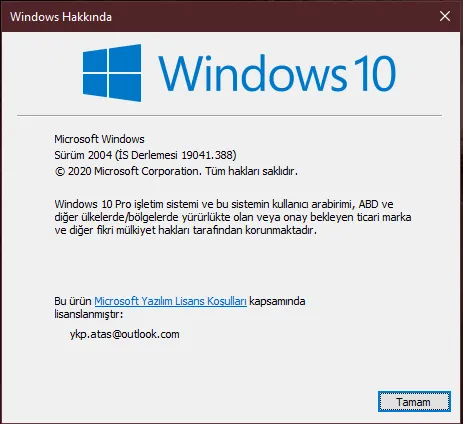 Windows Hakkında
Windows 10
Microsoft Windows
Sürüm 2004 (İS Derlemesi 19041.388)
© 2020 Microsoft Corporation. Tüm hakları saklıdır.
Windows 10 Pro işletim sistemi ve bu sistemin kullanıcı arabirimi, ABD ve
diğer ülkelerde/bölgelerde yürürlükte olan veya onay bekleyen ticari marka
ve diğer fikri mülkiyet hakları tarafından korunmaktadır.
Bu ürün Microsoft Yazılım Lisans Koşulları kapsamında
lisanslanmıştır:
ykp.atas@outlook.com
Tamam